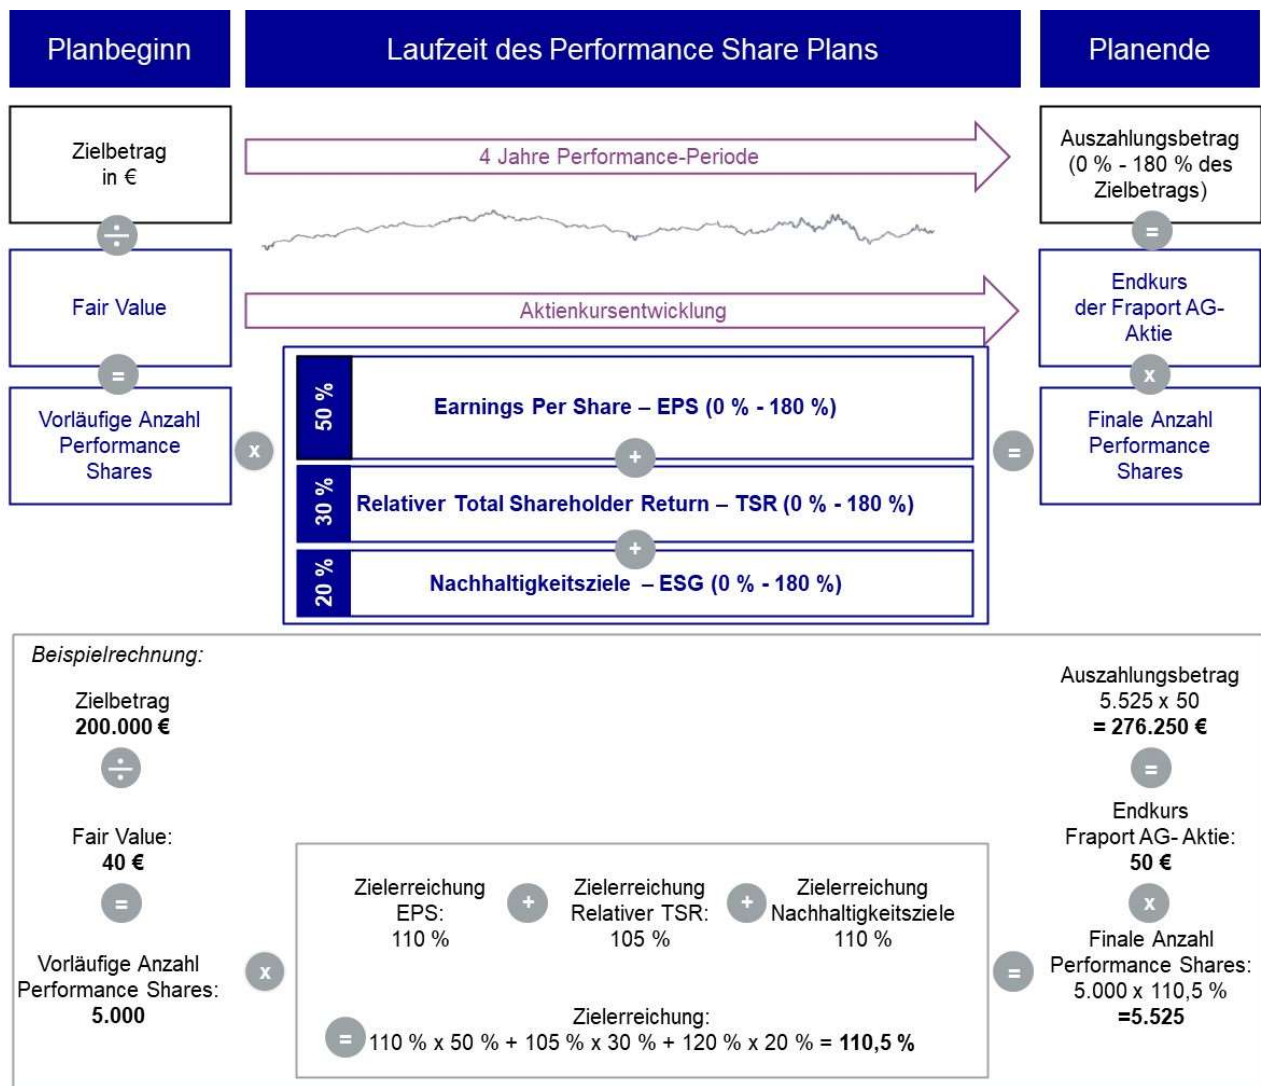 Planbeginn
Laufzeit des Performance Share Plans
Planende
Zielbetrag
in €
÷
Fair Value
=
Vorläufige Anzahl
Performance
Shares
x
4 Jahre Performance-Periode
Aktienkursentwicklung
50 %
Earnings Per Share – EPS (0 % - 180 %)
+
30 %
Relativer Total Shareholder Return – TSR (0 % - 180 %)
+
20 %
Nachhaltigkeitsziele – ESG (0 % - 180 %)
=
Auszahlungsbetrag
(0 % - 180 % des
Zielbetrags)
=
Endkurs
der Fraport AG-
Aktie
x
Finale Anzahl
Performance
Shares
Beispielrechnung:
Zielbetrag
200.000 €
÷
Fair Value:
40 €
=
Vorläufige Anzahl
Performance Shares:
5.000
x
Zielerreichung
EPS:
110 %
+
Zielerreichung
Relativer TSR:
105 %
+
Zielerreichung
Nachhaltigkeitsziele
110 %
Zielerreichung:
= 110 % x 50 % + 105 % x 30 % + 120 % x 20 % = 110,5 %
=
Auszahlungsbetrag
5.525 x 50
= 276.250 €
=
Endkurs
Fraport AG- Aktie:
50 €
x
Finale Anzahl
Performance Shares:
5.000 x 110,5 %
=5.525